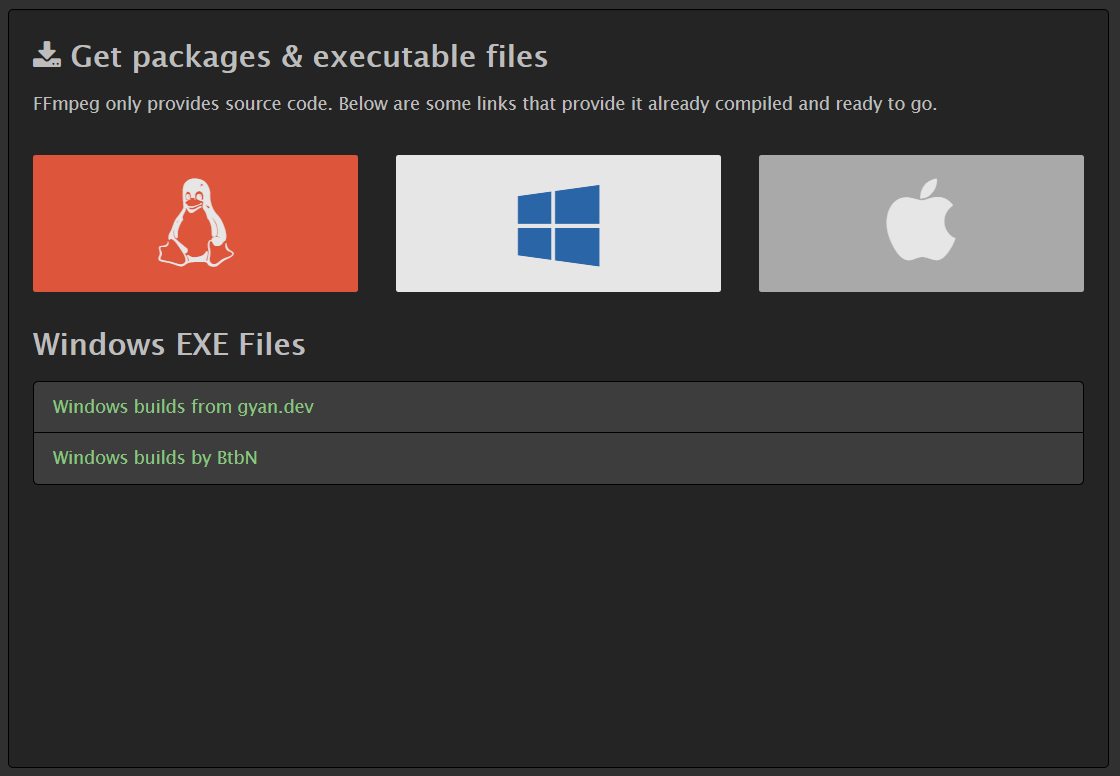 Get packages & executable files
FFmpeg only provides source code. Below are some links that provide it already compiled and ready to go.
Windows EXE Files
Windows builds from gyan.dev
Windows builds by BtbN